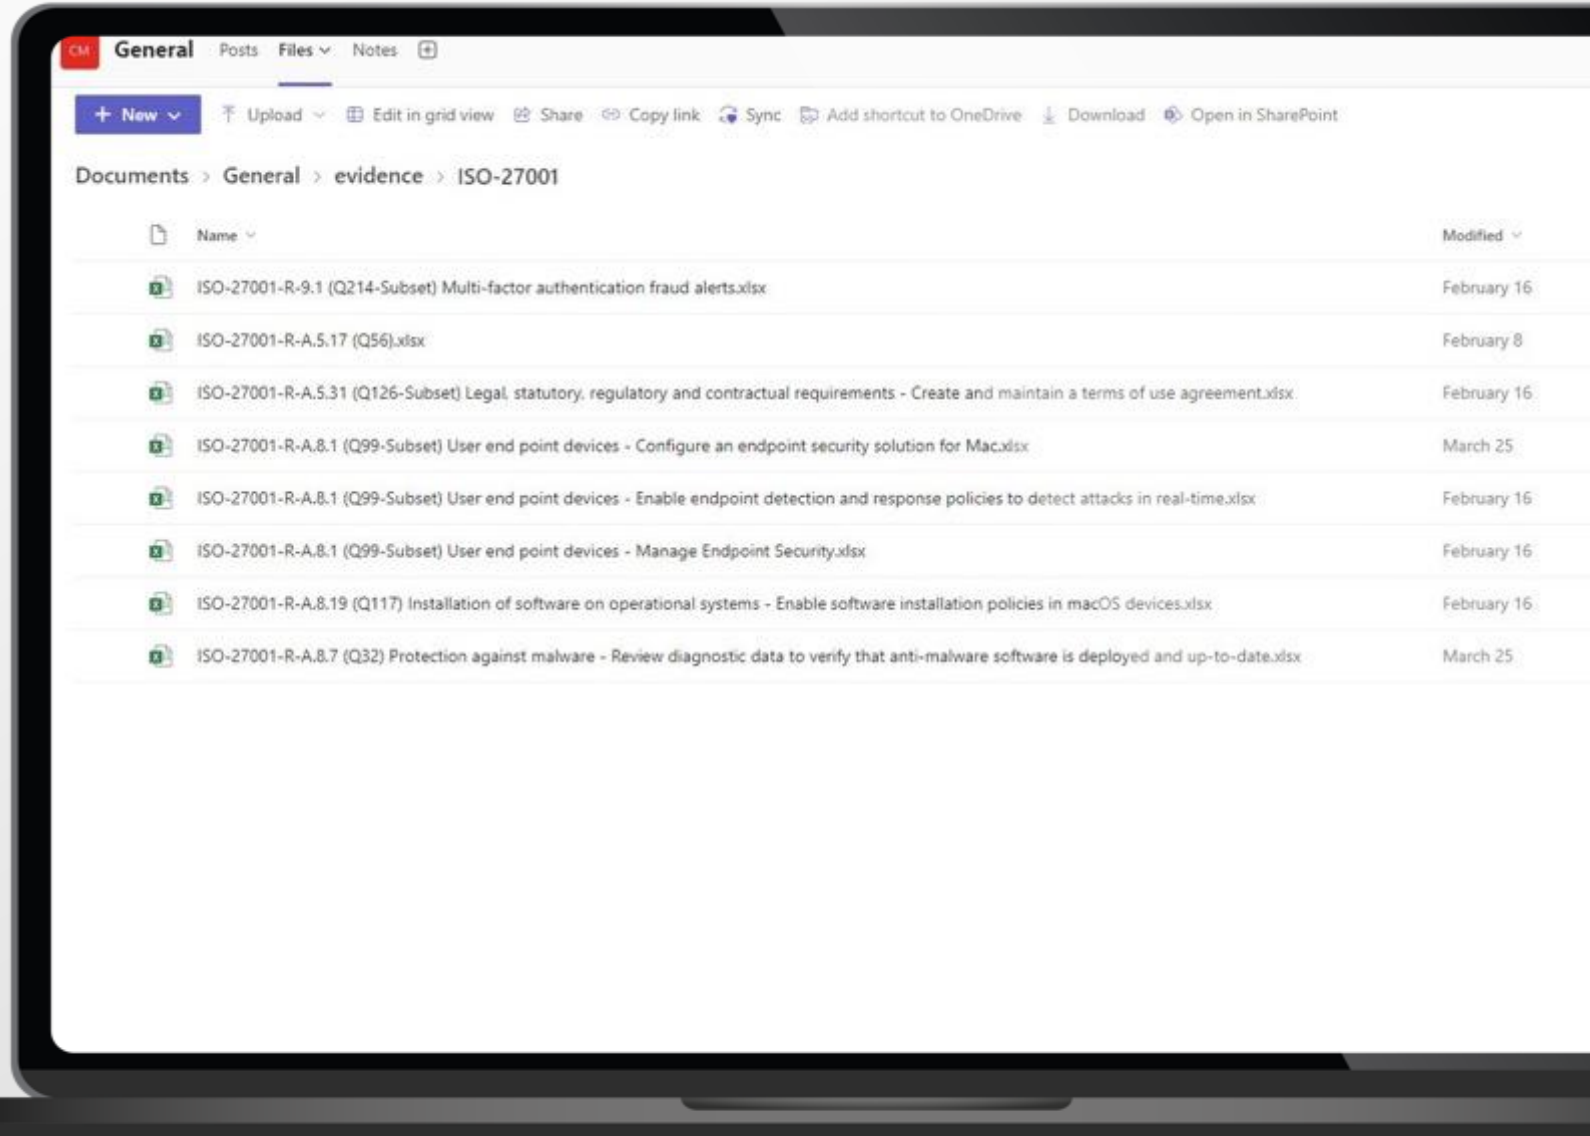 CM General Posts Files Notes
+ New Upload Edit in grid view Share Copy link Sync Add shortcut to OneDrive Download Open in SharePoint
Documents > General > evidence > ISO-27001
Name Modified
ISO-27001-R-9.1 (Q214-Subset) Multi-factor authentication fraud alerts.xlsx February 16
ISO-27001-R-A.5.17 (Q56).xlsx February 8
ISO-27001-R-A.5.31 (Q126-Subset) Legal, statutory, regulatory and contractual requirements - Create and maintain a terms of use agreement.xlsx February 16
ISO-27001-R-A.8.1 (Q99-Subset) User end point devices - Configure an endpoint security solution for Mac.xlsx March 25
ISO-27001-R-A.8.1 (Q99-Subset) User end point devices - Enable endpoint detection and response policies to detect attacks in real-time.xlsx February 16
ISO-27001-R-A.8.1 (Q99-Subset) User end point devices - Manage Endpoint Security.xlsx February 16
ISO-27001-R-A.8.19 (Q117) Installation of software on operational systems - Enable software installation policies in macOS devices.xlsx February 16
ISO-27001-R-A.8.7 (Q32) Protection against malware - Review diagnostic data to verify that anti-malware software is deployed and up-to-date.xlsx March 25